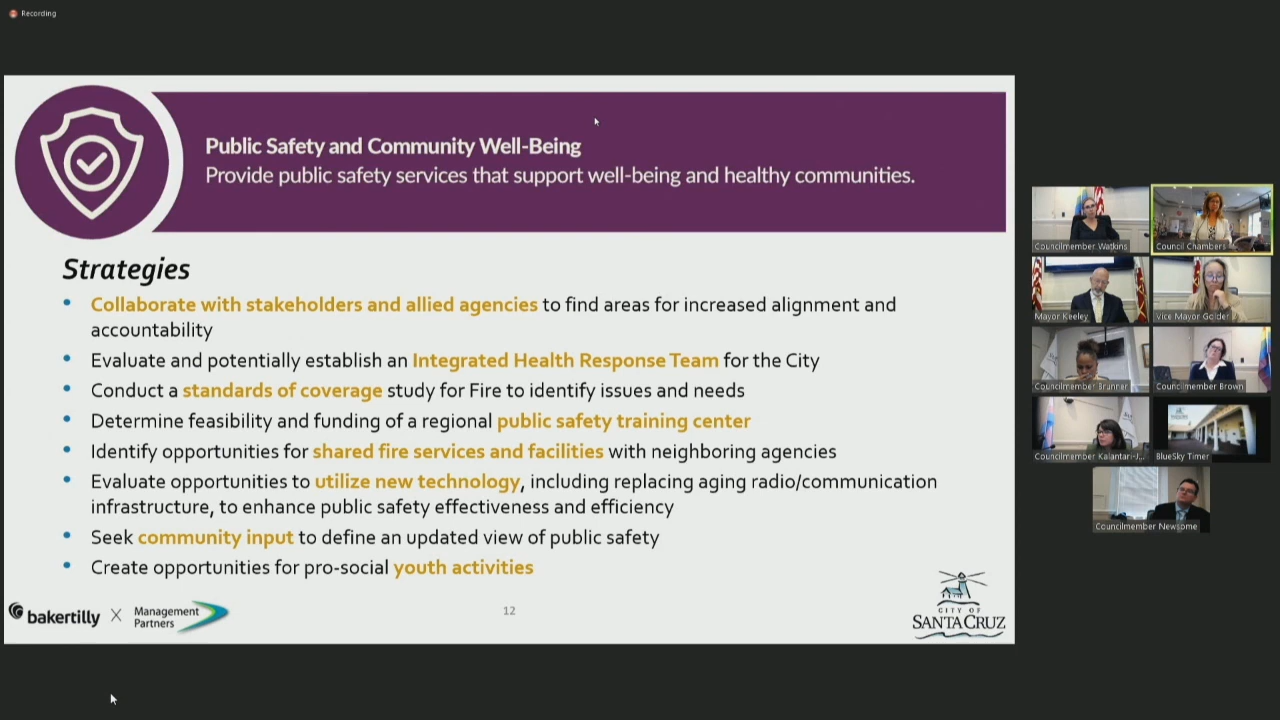 Recording
Public Safety and Community Well-Being
Provide public safety services that support well-being and healthy communities.
Strategies
• Collaborate with stakeholders and allied agencies to find areas for increased alignment and
accountability
• Evaluate and potentially establish an Integrated Health Response Team for the City
• Conduct a standards of coverage study for Fire to identify issues and needs
• Determine feasibility and funding of a regional public safety training center
• Identify opportunities for shared fire services and facilities with neighboring agencies
• Evaluate opportunities to utilize new technology, including replacing aging radio/communication
infrastructure, to enhance public safety effectiveness and efficiency
• Seek community input to define an updated view of public safety
• Create opportunities for pro-social youth activities
bakertilly X Management
Partners
12
CITY OF
SANTA CRUZ
Councilmember Watkins
Council Chambers
Mayor Keeley
Vice Mayor Golder
Councilmember Brunner
Councilmember Brown
Councilmember Kalantari-J...
BlueSky Timer
Councilmember Newsome